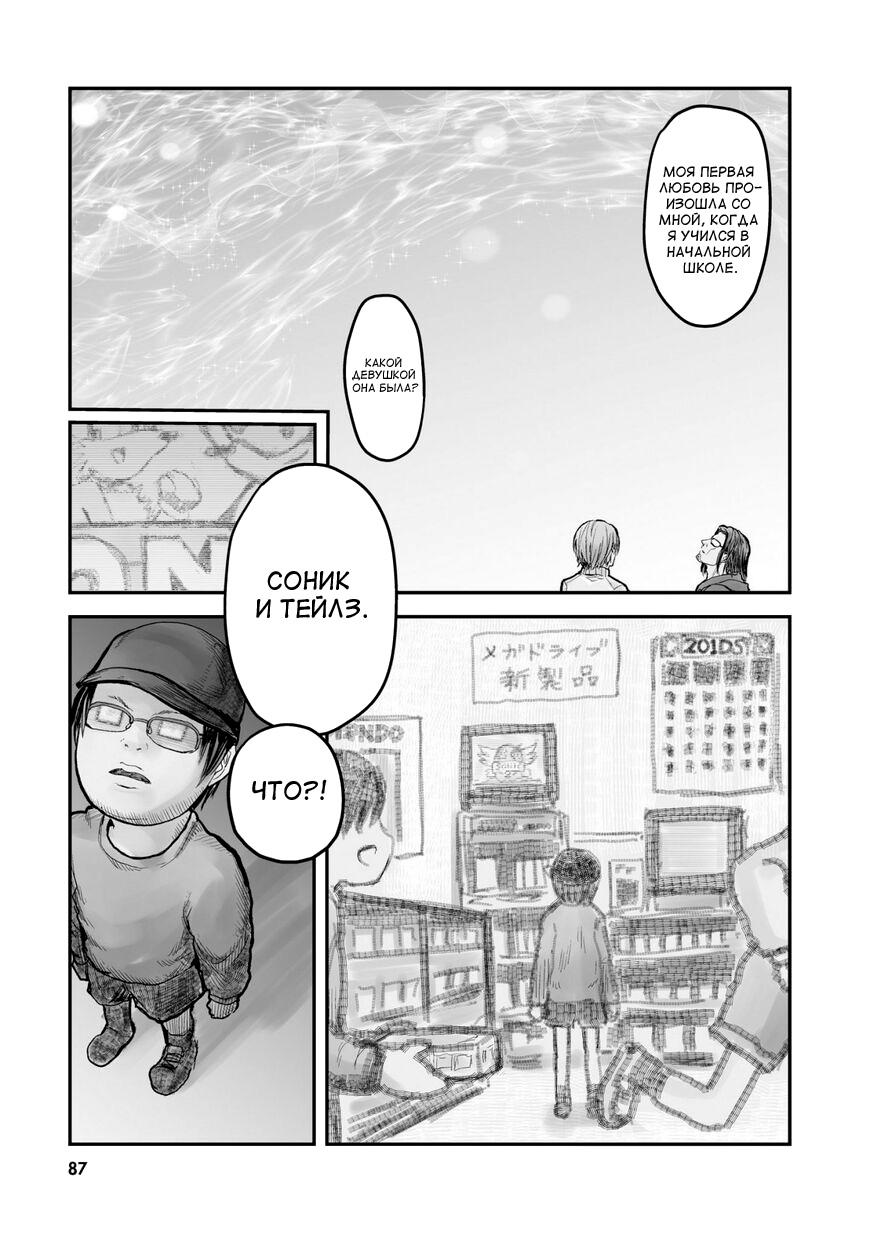 МОЯ ПЕРВАЯ
ЛЮБОВЬ ПРО-
ИЗОШЛА СО
МНОЙ, КОГДА
Я УЧИЛСЯ В
НАЧАЛЬНОЙ
ШКОЛЕ.
КАКОЙ
ДЕВУШКОЙ
ОНА БЫЛА?
СОНИК
И ТЕЙЛЗ.
ЧТО?!
メガドライブ
新製品
SONIC
87